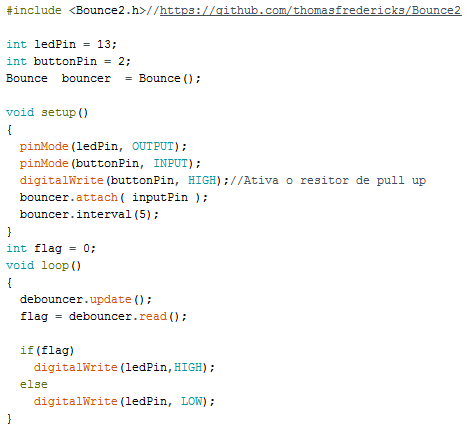 #include <Bounce2.h>//https://github.com/thomasfredericks/Bounce2
int ledPin = 13;
int buttonPin = 2;
Bounce  bouncer  = Bounce();
void setup()
{
  pinMode(ledPin, OUTPUT);
  pinMode(buttonPin, INPUT);
  digitalWrite(buttonPin, HIGH);//Ativa o resitor de pull up
  bouncer.attach( inputPin );
  bouncer.interval(5);
}
int flag = 0;
void loop()
{
  debouncer.update();
  flag = debouncer.read();
  if(flag)
    digitalWrite(ledPin,HIGH);
  else
    digitalWrite(ledPin, LOW);
}